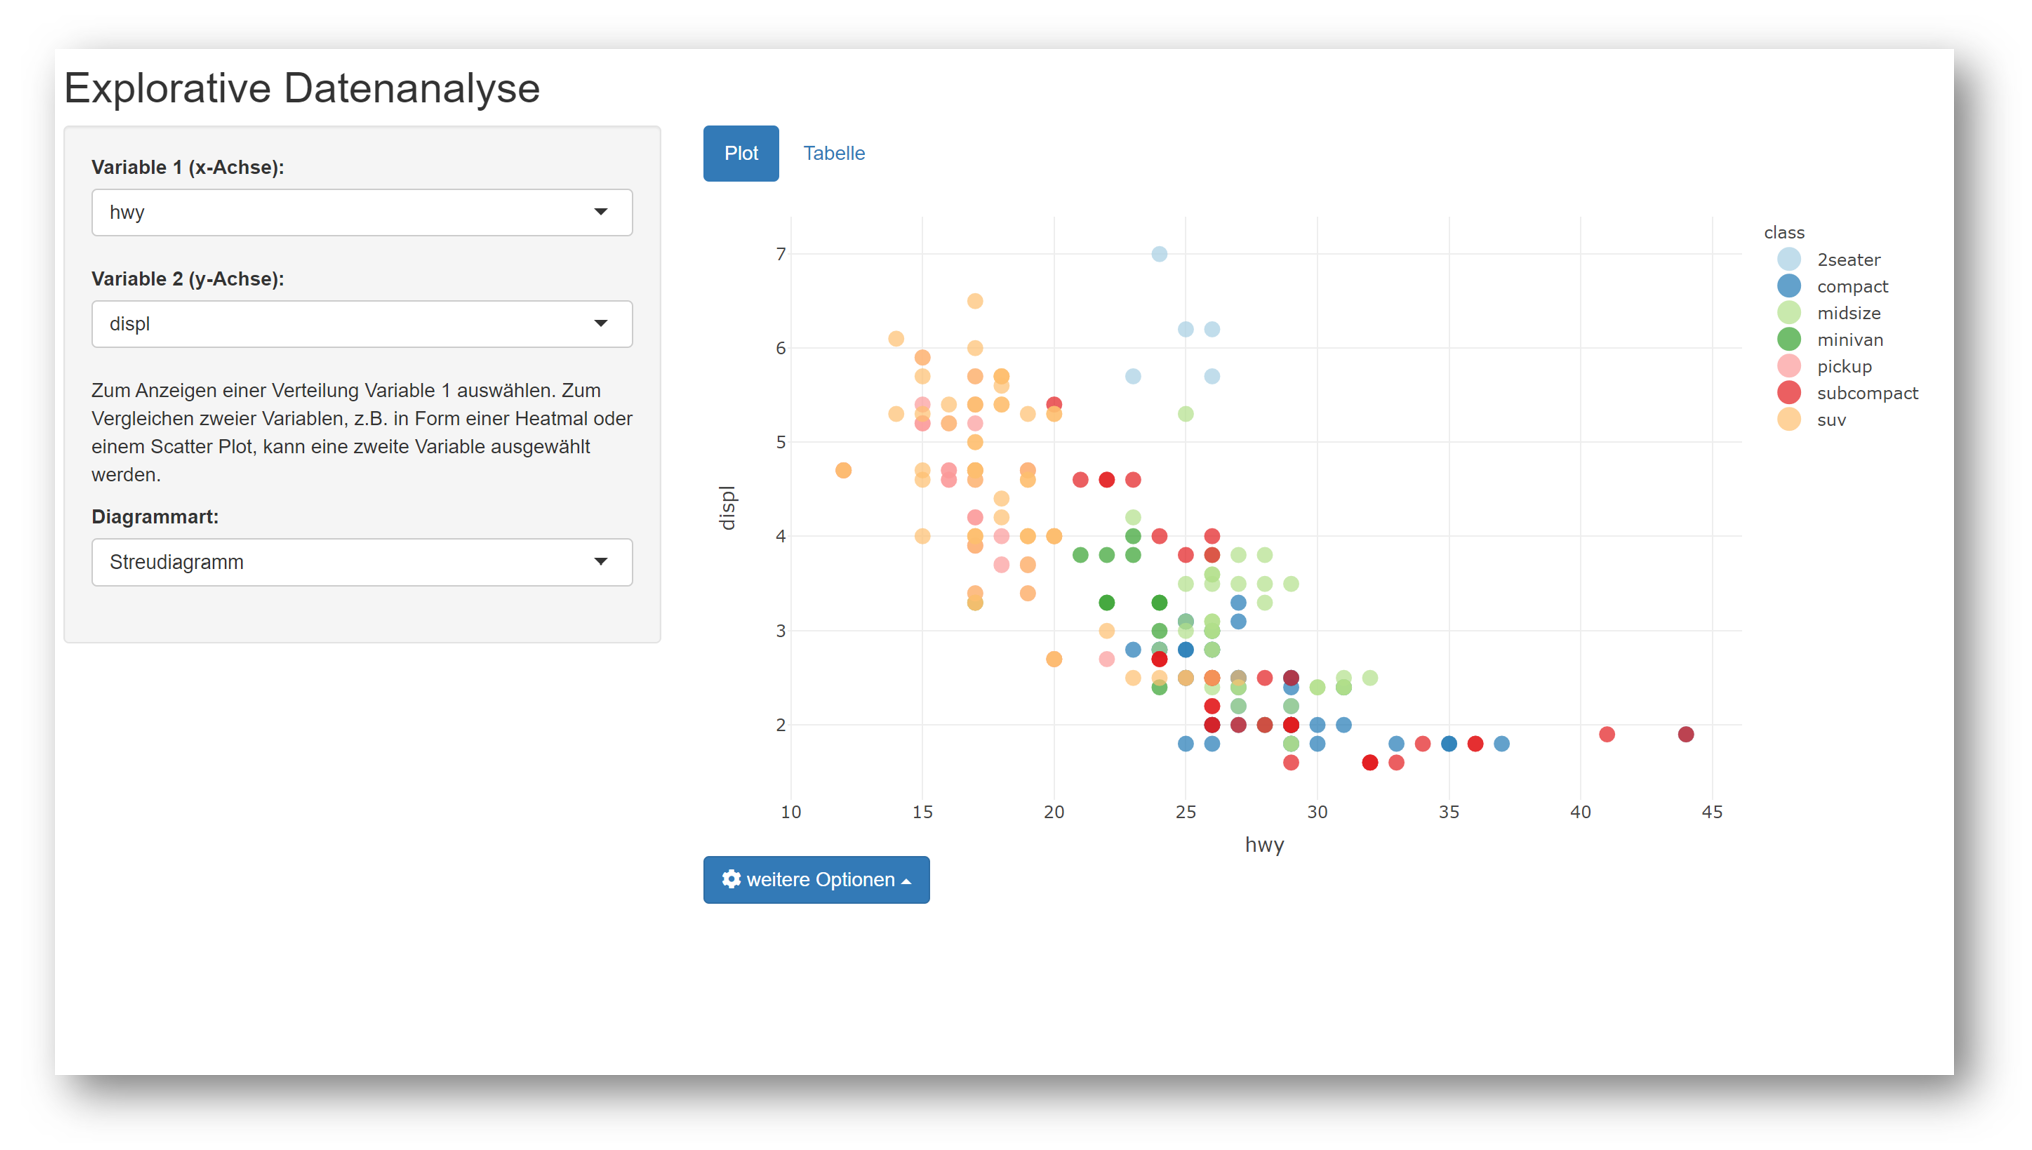 Explorative Datenanalyse
Variable 1 (x-Achse):
hwy
Variable 2 (y-Achse):
displ
Zum Anzeigen einer Verteilung Variable 1 auswählen. Zum
Vergleichen zweier Variablen, z.B. in Form einer Heatmal oder
einem Scatter Plot, kann eine zweite Variable ausgewählt
werden.
Diagrammart:
Streudiagramm
Plot Tabelle
7
6
5
4
3
2
displ
10 15 20 25 30 35 40 45
hwy
class
2seater
compact
midsize
minivan
pickup
subcompact
suv
weitere Optionen